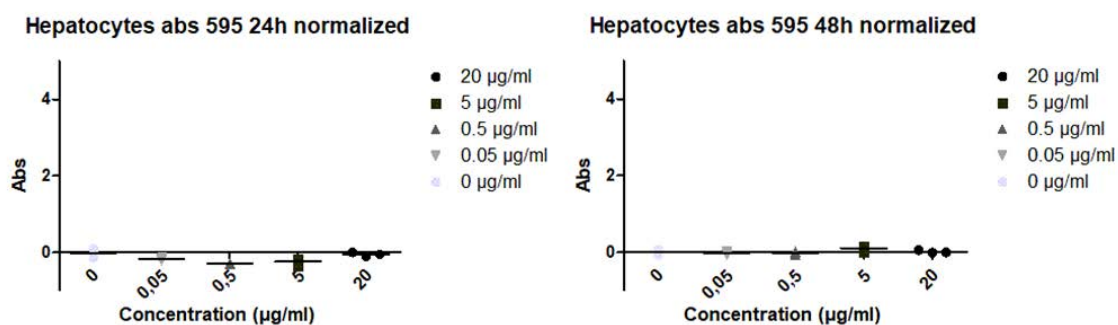 Hepatocytes abs 595 24h normalized
Abs
4
2
0
0
0,05
0,5
5
20
Concentration (µg/ml)
20 µg/ml
5 µg/ml
0.5 µg/ml
0.05 µg/ml
0 µg/ml
Hepatocytes abs 595 48h normalized
Abs
4
2
0
0
0,05
0,5
5
20
Concentration (µg/ml)
20 µg/ml
5 µg/ml
0.5 µg/ml
0.05 µg/ml
0 µg/ml